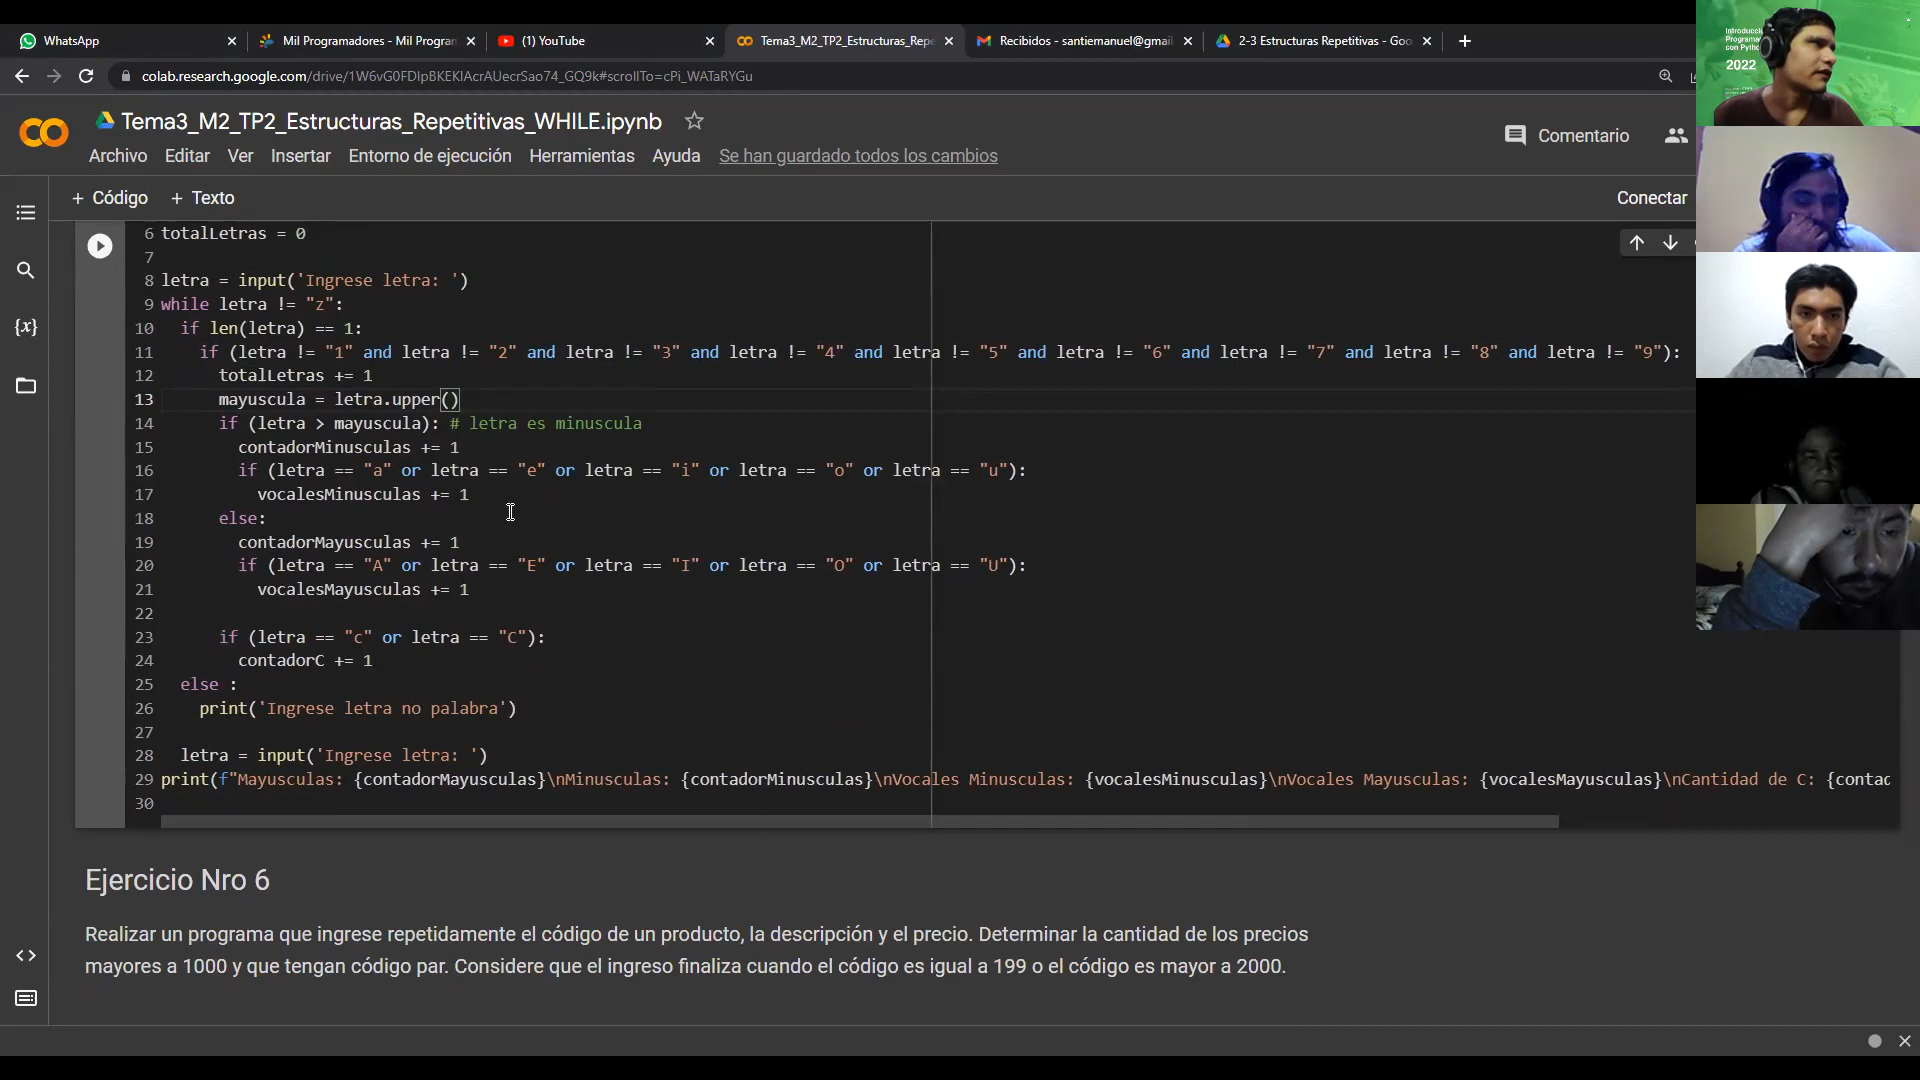 WhatsApp
Mil Programadores - Mil Progran
(1) YouTube
Tema3_M2_TP2_Estructuras_Repe
Recibidos - santiemanuel@gmail
2-3 Estructuras Repetitivas - Goo
colab.research.google.com/drive/1W6vG0FDIpBKEKlAcrAUecrSao74_GQ9k#scrollTo=cPi_WATaRYGu
Tema3_M2_TP2_Estructuras_Repetitivas_WHILE.ipynb
Comentario
Archivo Editar Ver Insertar Entorno de ejecución Herramientas Ayuda Se han guardado todos los cambios
+ Código + Texto
Conectar
6 totalLetras = 0
7
8 letra = input('Ingrese letra: ')
9 while letra != "z":
10 if len(letra) == 1:
11 if (letra != "1" and letra != "2" and letra != "3" and letra != "4" and letra != "5" and letra != "6" and letra != "7" and letra != "8" and letra != "9"):
12 totalLetras += 1
13 mayuscula = letra.upper()
14 if (letra > mayuscula): # letra es minuscula
15 contadorMinusculas += 1
16 if (letra == "a" or letra == "e" or letra == "i" or letra == "o" or letra == "u"):
17 vocalesMinusculas += 1
18 else:
19 contadorMayusculas += 1
20 if (letra == "A" or letra == "E" or letra == "I" or letra == "O" or letra == "U"):
21 vocalesMayusculas += 1
22
23 if (letra == "c" or letra == "C"):
24 contadorC += 1
25 else :
26 print('Ingrese letra no palabra')
27
28 letra = input('Ingrese letra: ')
29 print(f"Mayusculas: {contadorMayusculas}\nMinusculas: {contadorMinusculas}\nVocales Minusculas: {vocalesMinusculas}\nVocales Mayusculas: {vocalesMayusculas}\nCantidad de C: {contad
30
Ejercicio Nro 6
Realizar un programa que ingrese repetidamente el código de un producto, la descripción y el precio. Determinar la cantidad de los precios
mayores a 1000 y que tengan código par. Considere que el ingreso finaliza cuando el código es igual a 199 o el código es mayor a 2000.
Introducc
Programa
con Pytho
2022